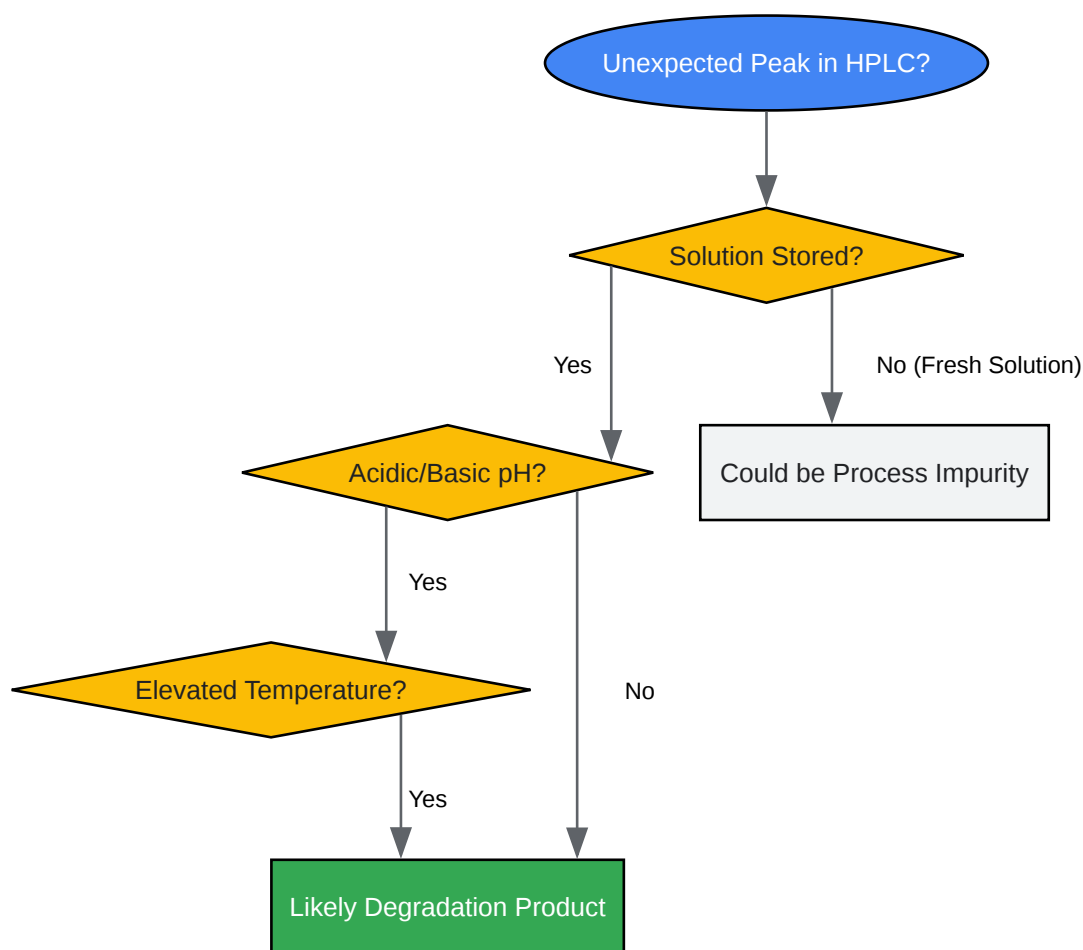 Unexpected Peak in HPLC?
Solution Stored?
Yes
No (Fresh Solution)
Acidic/Basic pH?
Could be Process Impurity
Yes
Elevated Temperature?
No
Yes
Likely Degradation Product